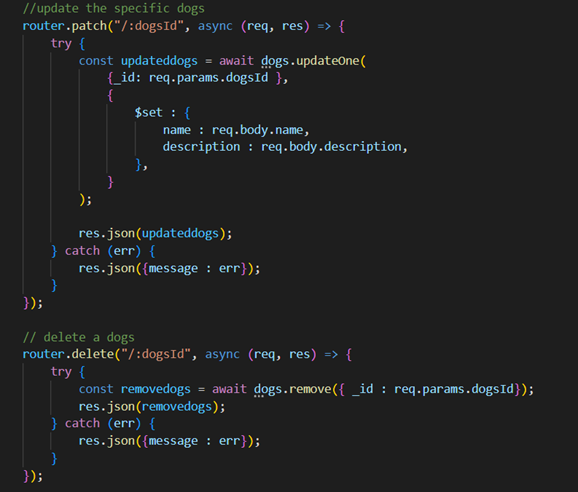 //update the specific dogs
router.patch("/:dogsId", async (req, res) => {
    try {
        const updateddogs = await dogs.updateOne(
            {_id: req.params.dogsId },
            {
                $set : {
                    name : req.body.name,
                    description : req.body.description,
                },
            }
        );

        res.json(updateddogs);
    } catch (err) {
        res.json({message : err});
    }
});

// delete a dogs
router.delete("/:dogsId", async (req, res) => {
    try {
        const removedogs = await dogs.remove({ _id : req.params.dogsId});
        res.json(removedogs);
    } catch (err) {
        res.json({message : err});
    }
});